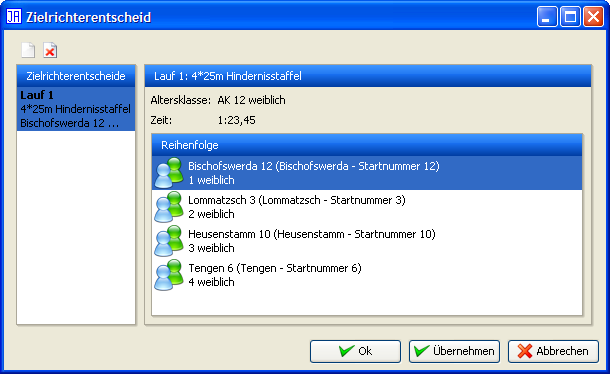 JA Zielrichterentscheid
Zielrichterentscheide
Lauf 1
4*25m Hindernisstaffel
Bischofswerda 12 ...
Lauf 1: 4*25m Hindernisstaffel
Altersklasse: AK 12 weiblich
Zeit: 1:23,45
Reihenfolge
Bischofswerda 12 (Bischofswerda - Startnummer 12)
1 weiblich
Lommatzsch 3 (Lommatzsch - Startnummer 3)
2 weiblich
Heusenstamm 10 (Heusenstamm - Startnummer 10)
3 weiblich
Tengen 6 (Tengen - Startnummer 6)
4 weiblich
Ok Übernehmen Abbrechen